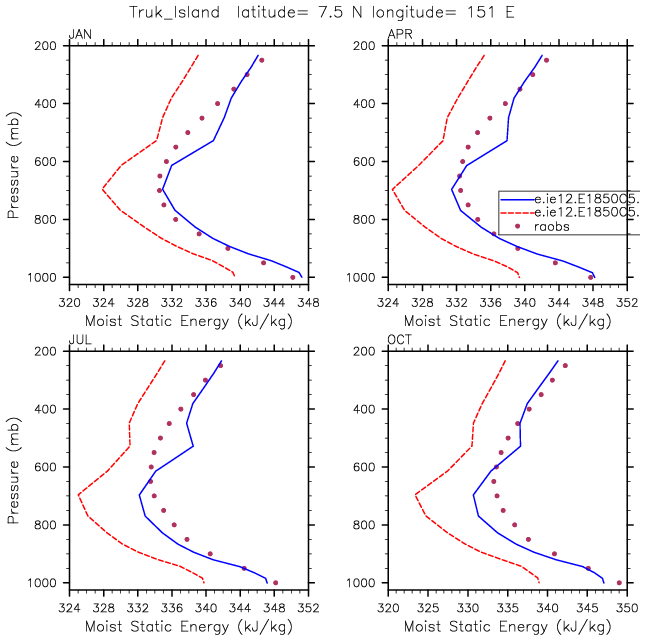 Truk_Island latitude= 7.5 N longitude= 151 E
JAN
APR
200
400
600
800
1000
Pressure (mb)
320 324 328 332 336 340 344 348
Moist Static Energy (kJ/kg)
200
400
600
800
1000
324 328 332 336 340 344 348 352
Moist Static Energy (kJ/kg)
e.ie12.E1850C5.
e.ie12.E1850C5.
raobs
JUL
OCT
200
400
600
800
1000
Pressure (mb)
324 328 332 336 340 344 348 352
Moist Static Energy (kJ/kg)
200
400
600
800
1000
320 325 330 335 340 345 350
Moist Static Energy (kJ/kg)